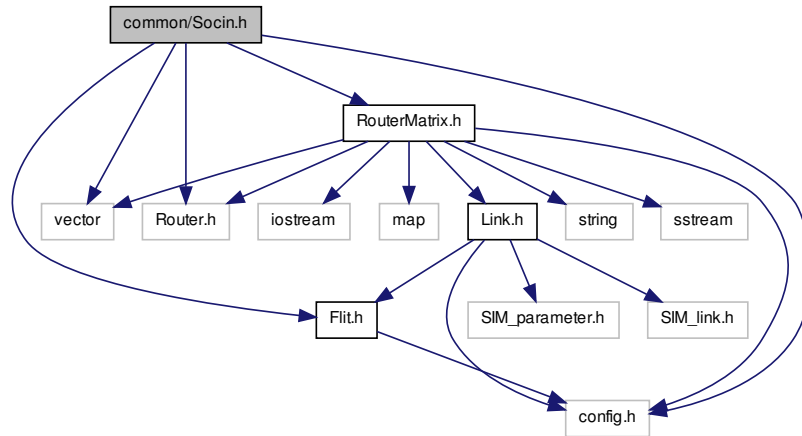 common/Socin.h
RouterMatrix.h
vector
Router.h
iostream
map
Link.h
string
sstream
Flit.h
SIM_parameter.h
SIM_link.h
config.h